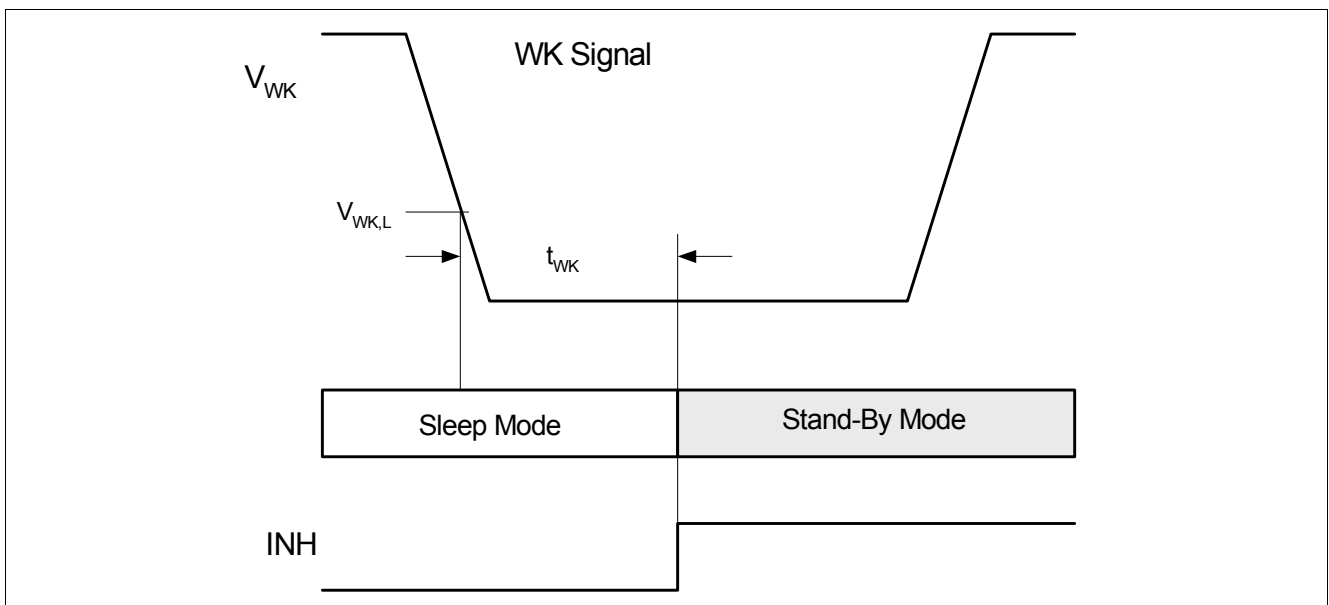 WK Signal
V_WK
V_WK,L
t_WK
Sleep Mode
Stand-By Mode
INH